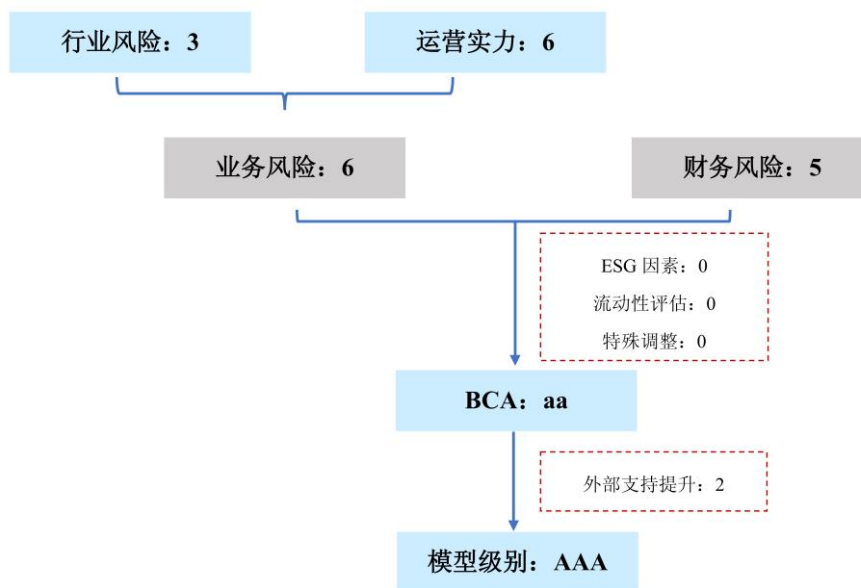 行业风险：3
运营实力：6
业务风险：6
财务风险：5
ESG 因素：0
流动性评估：0
特殊调整：0
BCA：aa
外部支持提升：2
模型级别：AAA